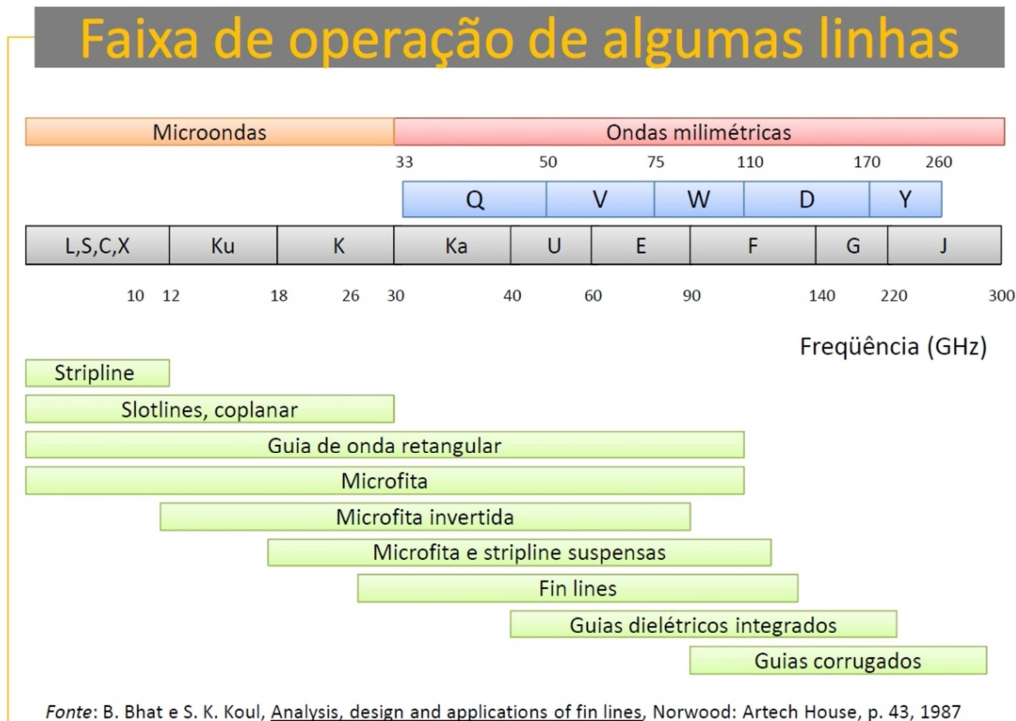 Faixa de operação de algumas linhas
Microondas Ondas milimétricas
33 50 75 110 170 260
Q V W D Y
L,S,C,X Ku K Ka U E F G J
10 12 18 26 30 40 60 90 140 220 300
Freqüência (GHz)
Stripline
Slotlines, coplanar
Guia de onda retangular
Microfita
Microfita invertida
Microfita e stripline suspensas
Fin lines
Guias dielétricos integrados
Guias corrugados
Fonte: B. Bhat e S. K. Koul, Analysis, design and applications of fin lines, Norwood: Artech House, p. 43, 1987